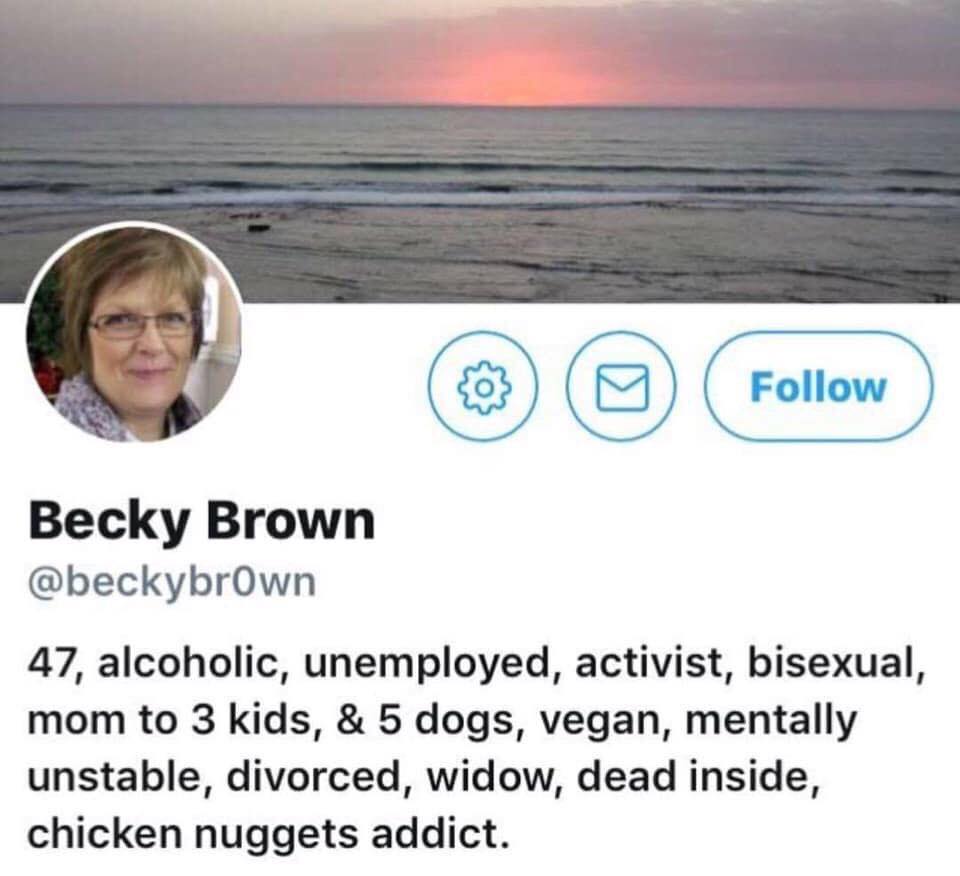 Follow
Becky Brown
@beckybr0wn
47, alcoholic, unemployed, activist, bisexual,
mom to 3 kids, & 5 dogs, vegan, mentally
unstable, divorced, widow, dead inside,
chicken nuggets addict.